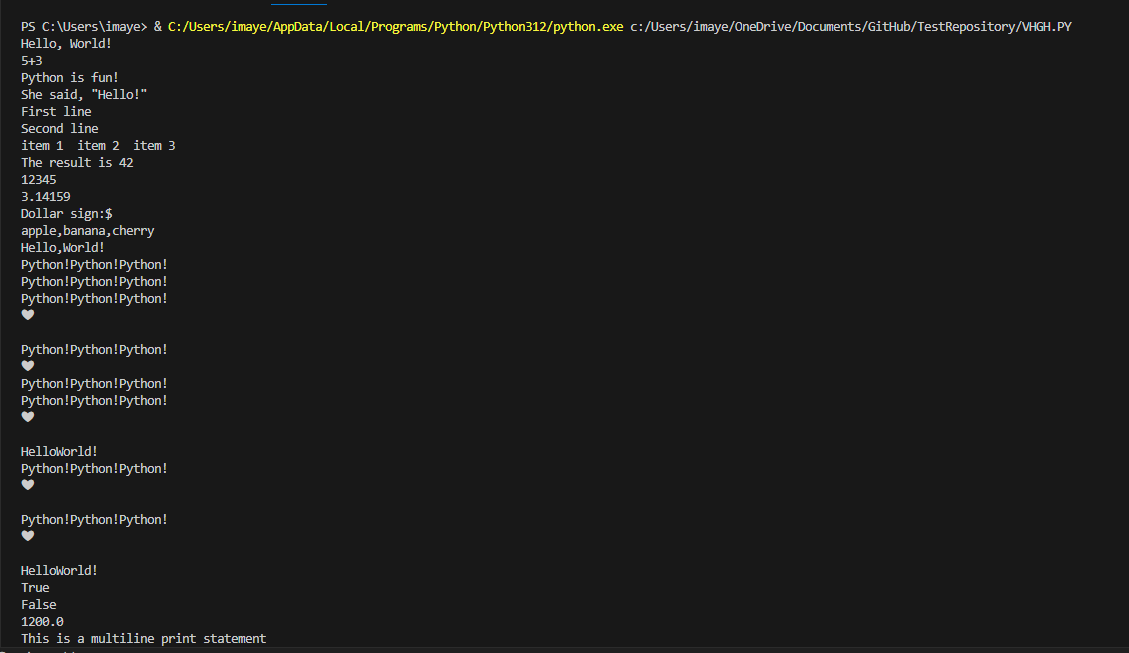 PS C:\Users\imaye> & C:/Users/imaye/AppData/Local/Programs/Python/Python312/python.exe c:/Users/imaye/OneDrive/Documents/GitHub/TestRepository/VHGH.PY
Hello, World!
5+3
Python is fun!
She said, "Hello!"
First line
Second line
item 1  item 2  item 3
The result is 42
12345
3.14159
Dollar sign:$
apple,banana,cherry
Hello,World!
Python!Python!Python!
Python!Python!Python!
Python!Python!Python!
🤍
Python!Python!Python!
🤍
Python!Python!Python!
Python!Python!Python!
🤍
HelloWorld!
Python!Python!Python!
🤍
Python!Python!Python!
🤍
HelloWorld!
True
False
1200.0
This is a multiline print statement